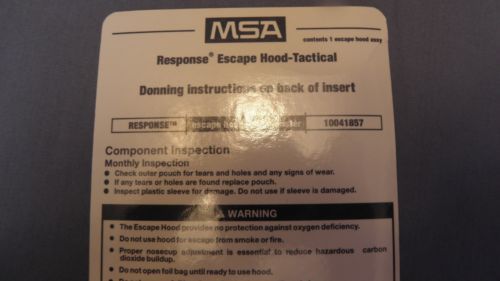 MSA
contents 1 escape hood assy
Response® Escape Hood-Tactical
Donning instructions on back of insert
RESPONSE™ escape hood 10041857
Component Inspection
Monthly Inspection
● Check outer pouch for tears and holes and any signs of wear.
● If any tears or holes are found replace pouch.
● Inspect plastic sleeve for damage. Do not use if sleeve is damaged.
⚠ WARNING
● The Escape Hood provides no protection against oxygen deficiency.
● Do not use hood for escape from smoke or fire.
● Proper nosecup adjustment is essential to reduce hazardous carbon
dioxide buildup.
● Do not open foil bag until ready to use hood.